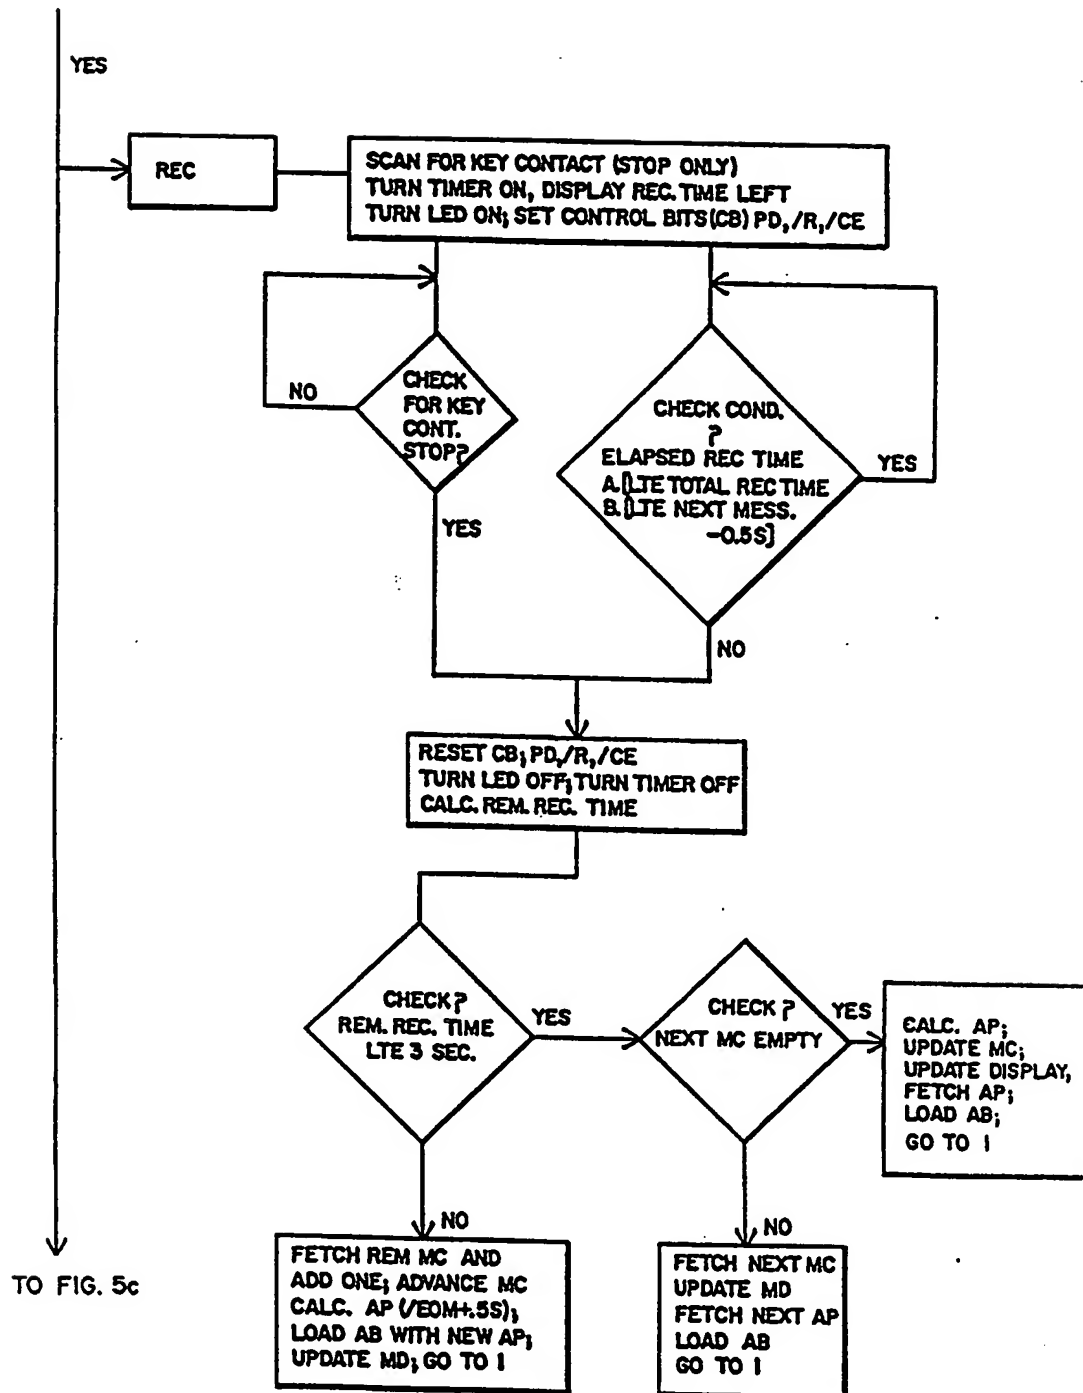 YES
REC
SCAN FOR KEY CONTACT (STOP ONLY)
TURN TIMER ON, DISPLAY REC. TIME LEFT
TURN LED ON; SET CONTROL BITS (CB) PD,/R,/CE
NO
CHECK
FOR KEY
CONT.
STOP?
YES
CHECK COND.
?
ELAPSED REC TIME
A. [LTE TOTAL REC TIME
B. [LTE NEXT MESS.
-0.5S]
YES
NO
RESET CB; PD,/R,/CE
TURN LED OFF; TURN TIMER OFF
CALC. REM. REC. TIME
CHECK?
REM. REC. TIME
LTE 3 SEC.
YES
CHECK ?
NEXT MC EMPTY
YES
CALC. AP;
UPDATE MC;
UPDATE DISPLAY,
FETCH AP;
LOAD AB;
GO TO 1
NO
FETCH REM MC AND
ADD ONE; ADVANCE MC
CALC. AP (/EOM+.5S);
LOAD AB WITH NEW AP;
UPDATE MD; GO TO 1
NO
FETCH NEXT MC
UPDATE MD
FETCH NEXT AP
LOAD AB
GO TO 1
TO FIG. 5c